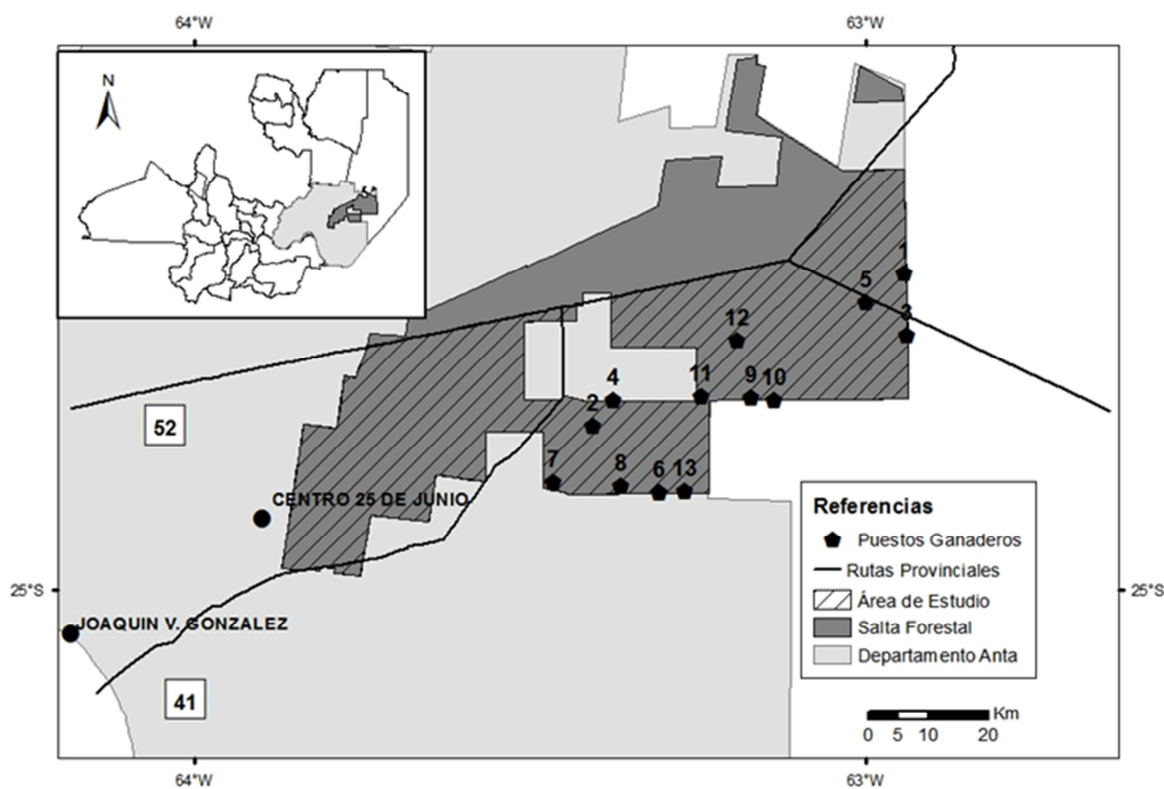 64°W
63°W
N
1
5
3
12
4
11
9
10
2
7
8
6
13
52
CENTRO 25 DE JUNIO
Referencias
Puestos Ganaderos
Rutas Provinciales
Área de Estudio
Salta Forestal
Departamento Anta
25°S
25°S
JOAQUIN V. GONZALEZ
41
Km
0 5 10 20
64°W
63°W